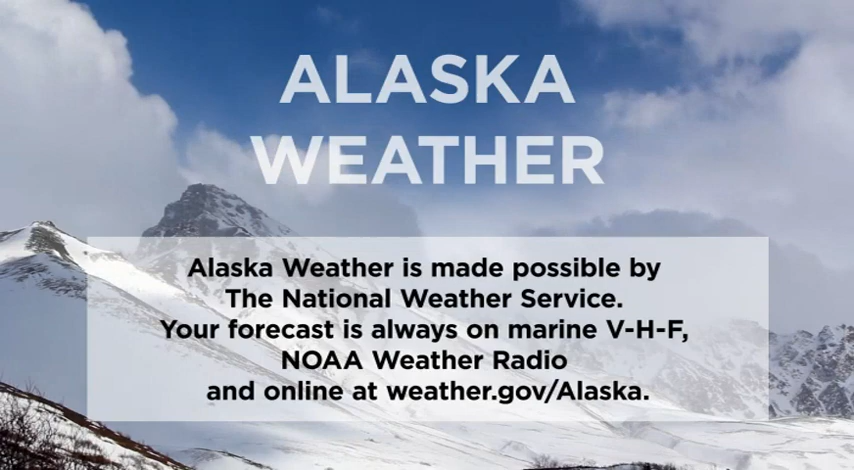 ALASKA
WEATHER
Alaska Weather is made possible by
The National Weather Service.
Your forecast is always on marine V-H-F,
NOAA Weather Radio
and online at weather.gov/Alaska.